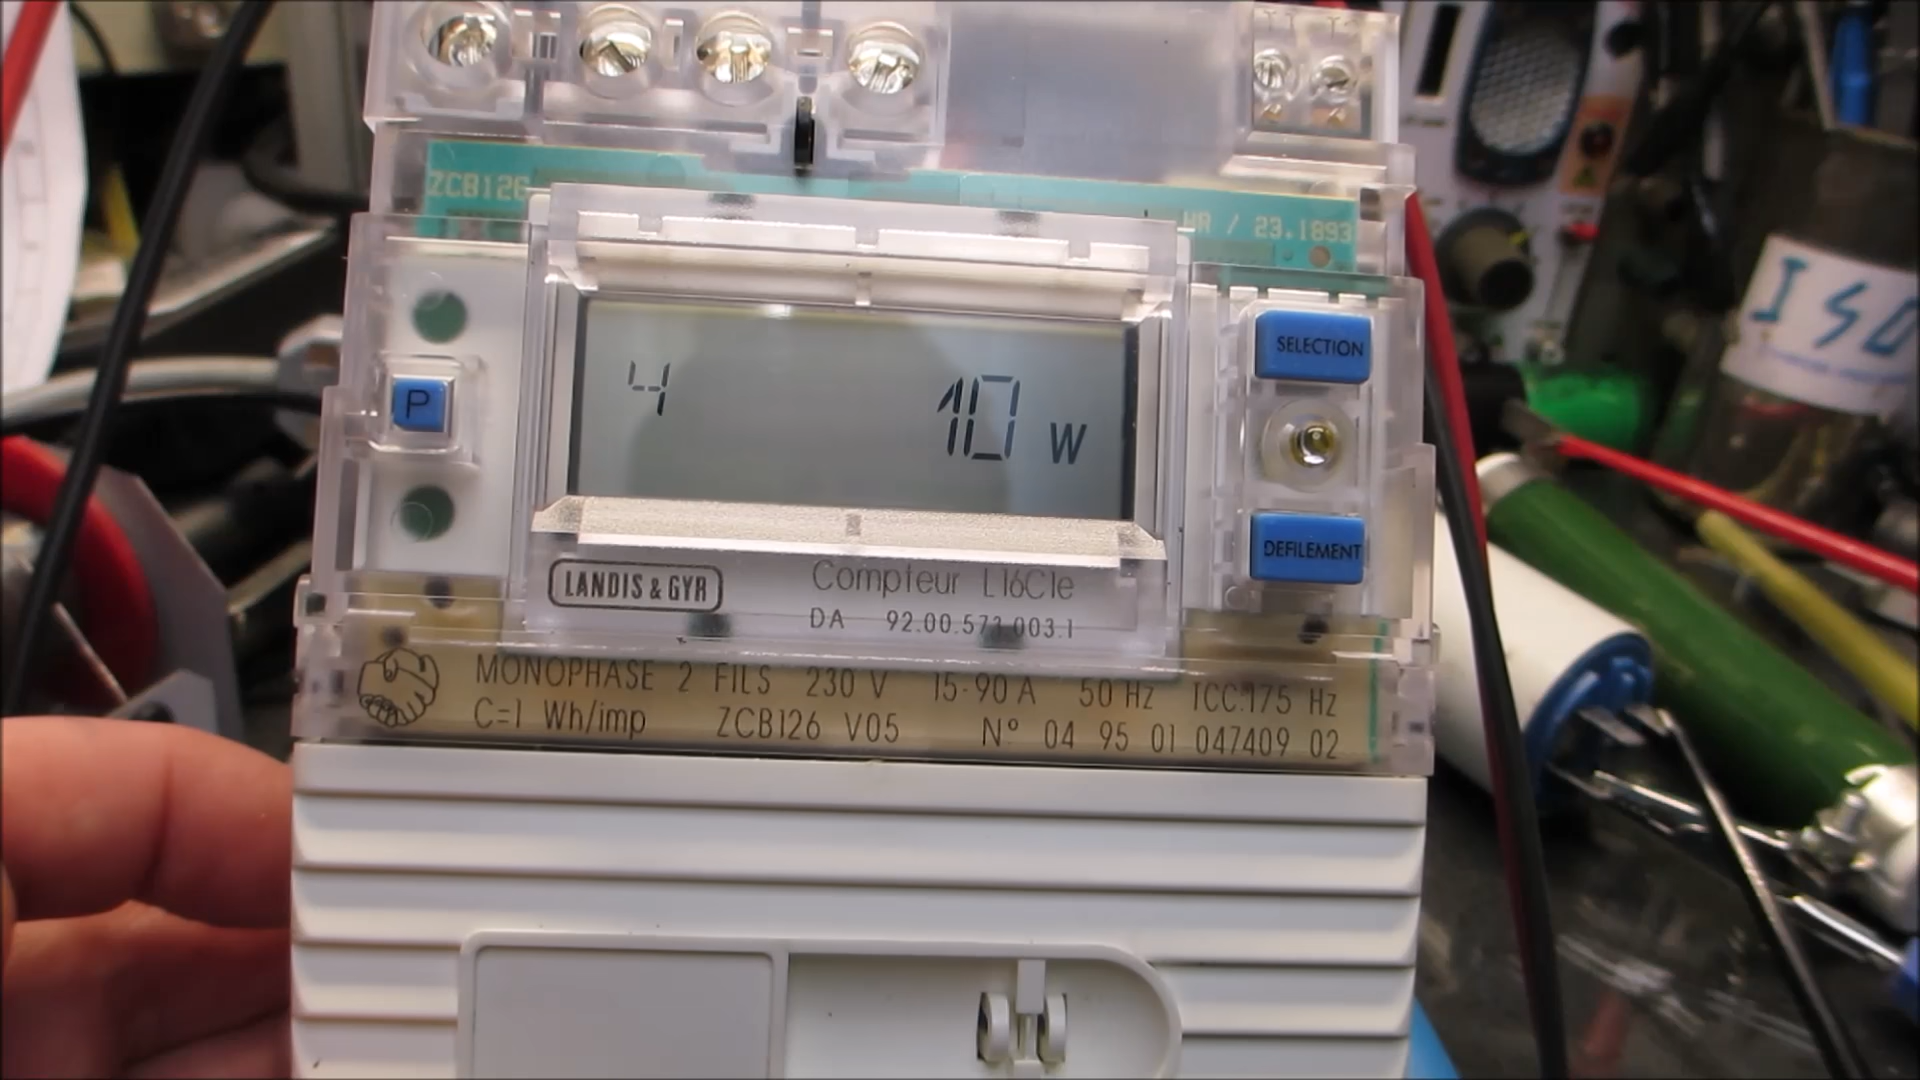 ZCB126
WR / 23.1893
SELECTION
P
4 10 W
DEFILEMENT
LANDIS & GYR
Compteur L16C1e
DA 92.00.573.003.1
MONOPHASE 2 FILS 230 V 15-90 A 50 Hz ICC:175 Hz
C=1 Wh/imp ZCB126 V05 N° 04 95 01 047409 02
ISO